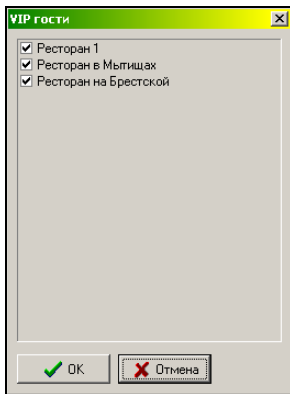 VIP гости
Ресторан 1
Ресторан в Мытищах
Ресторан на Брестской
OK
Отмена